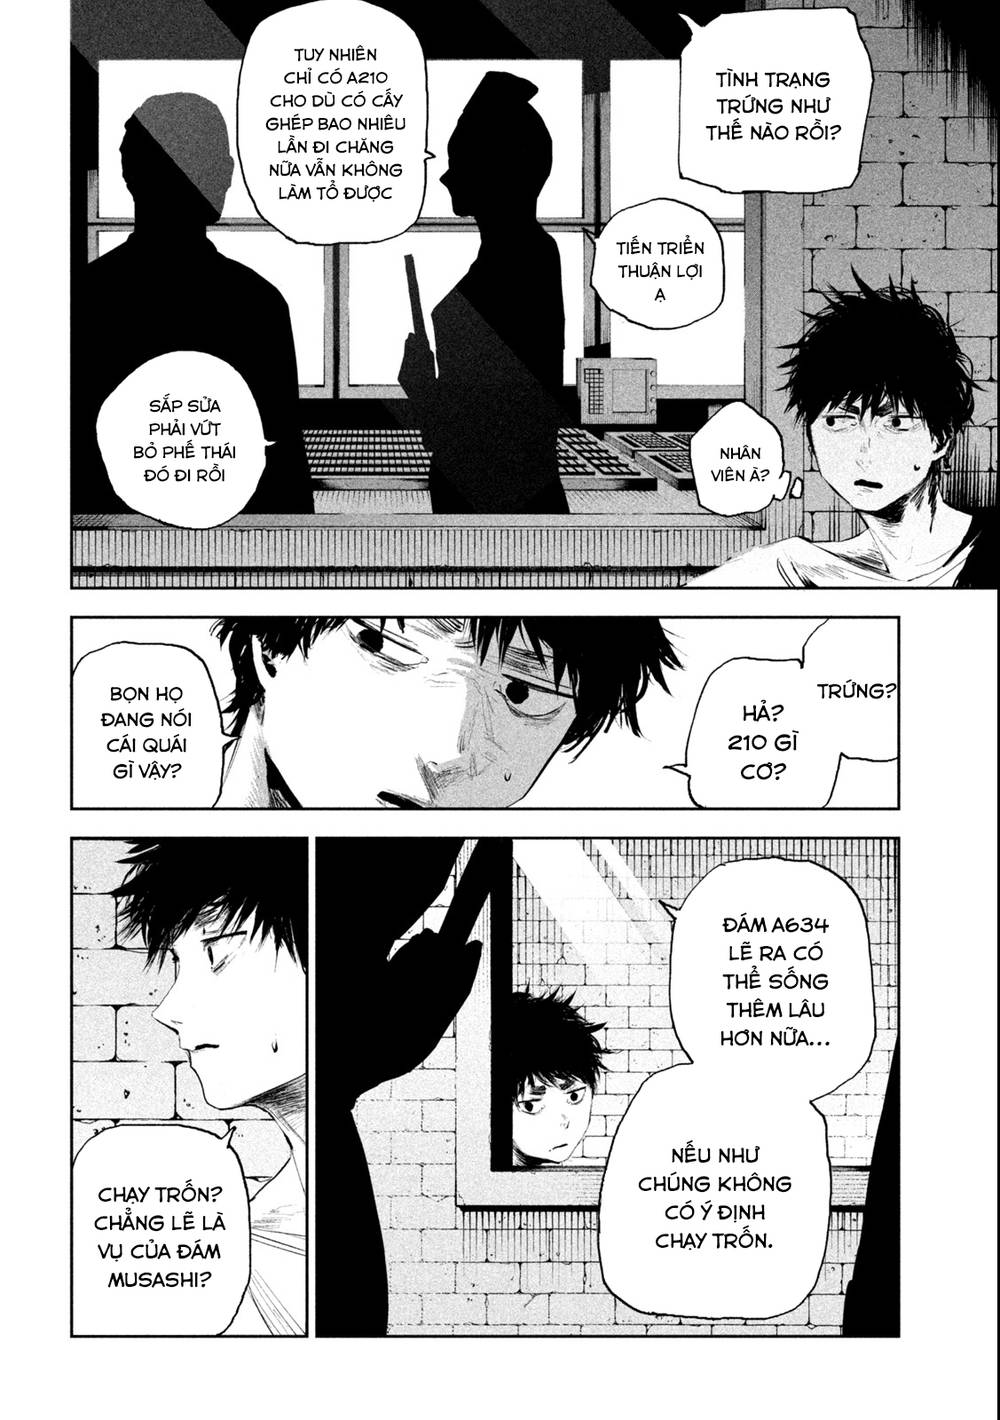 TÌNH TRẠNG
TRỨNG NHƯ
THẾ NÀO RỒI?
TIẾN TRIỂN
THUẬN LỢI
Ạ
TUY NHIÊN
CHỈ CÓ A210
CHO DÙ CÓ CẤY
GHÉP BAO NHIÊU
LẦN ĐI CHĂNG
NỮA VẪN KHÔNG
LÀM TỔ ĐƯỢC
SẮP SỬA
PHẢI VỨT
BỎ PHẾ THẢI
ĐÓ ĐI RỒI
NHÂN
VIÊN À?
TRỨNG?
HẢ?
210 GÌ
CƠ?
BỌN HỌ
ĐANG NÓI
CÁI QUÁI
GÌ VẬY?
ĐÁM A634
LẼ RA CÓ
THỂ SỐNG
THÊM LÂU
HƠN NỮA...
NẾU NHƯ
CHÚNG KHÔNG
CÓ Ý ĐỊNH
CHẠY TRỐN.
CHẠY TRỐN?
CHẲNG LẼ LÀ
VỤ CỦA ĐÁM
MUSASHI?